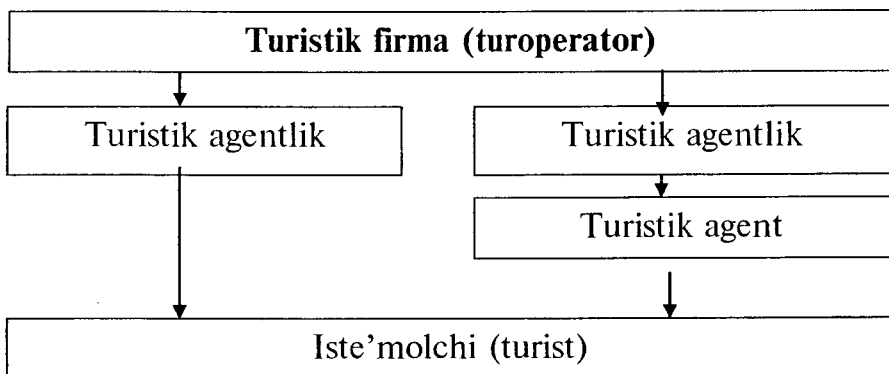 Turistik firma (turoperator)
Turistik agentlik
Turistik agentlik
Turistik agent
Iste’molchi (turist)